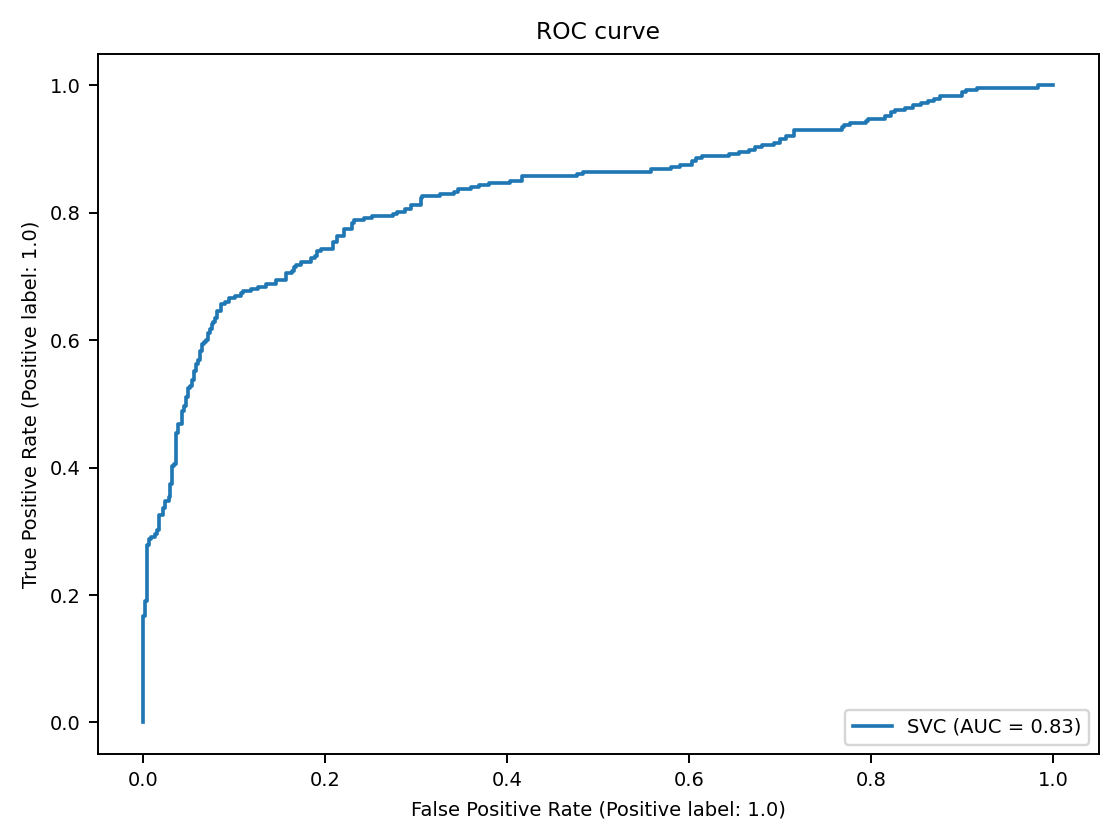 ROC curve
True Positive Rate (Positive label: 1.0)
1.0
0.8
0.6
0.4
0.2
0.0
0.0 0.2 0.4 0.6 0.8 1.0
False Positive Rate (Positive label: 1.0)
SVC (AUC = 0.83)